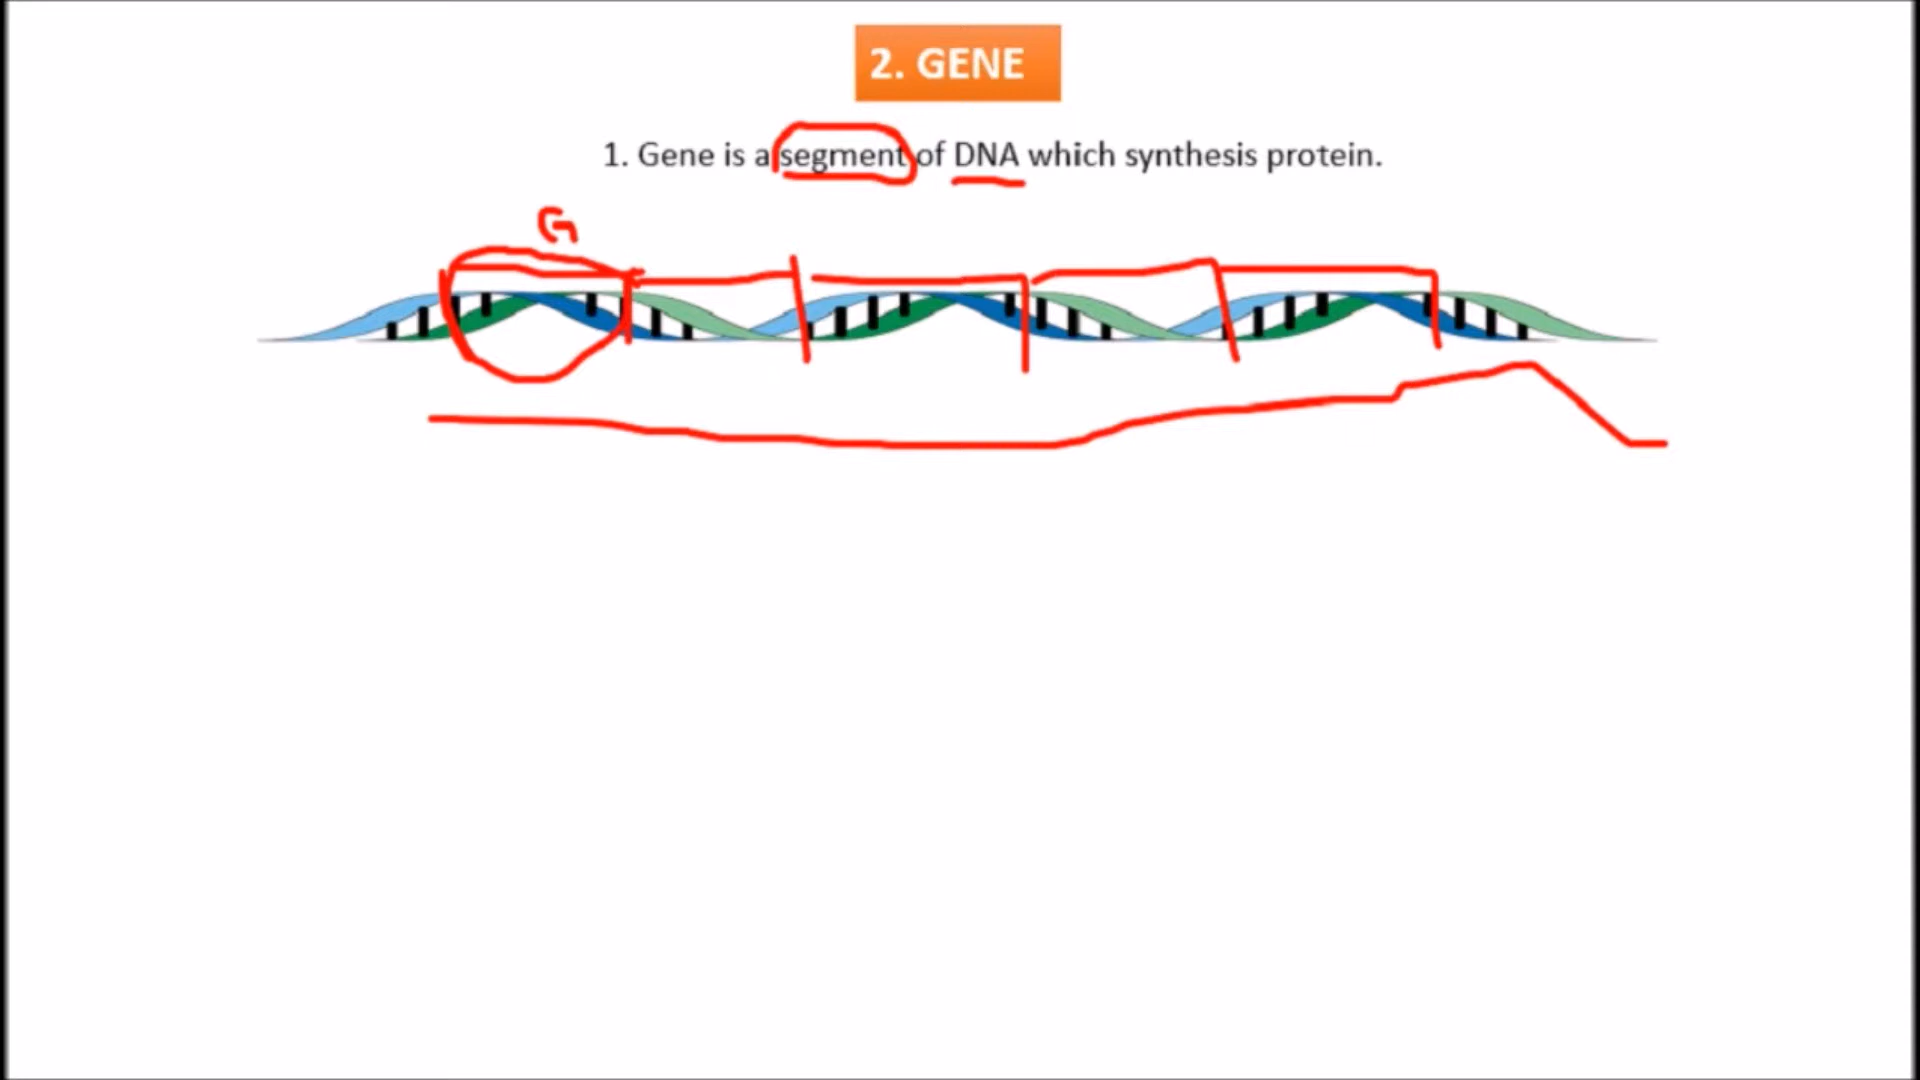 2. GENE
1. Gene is a segment of DNA which synthesis protein.
G